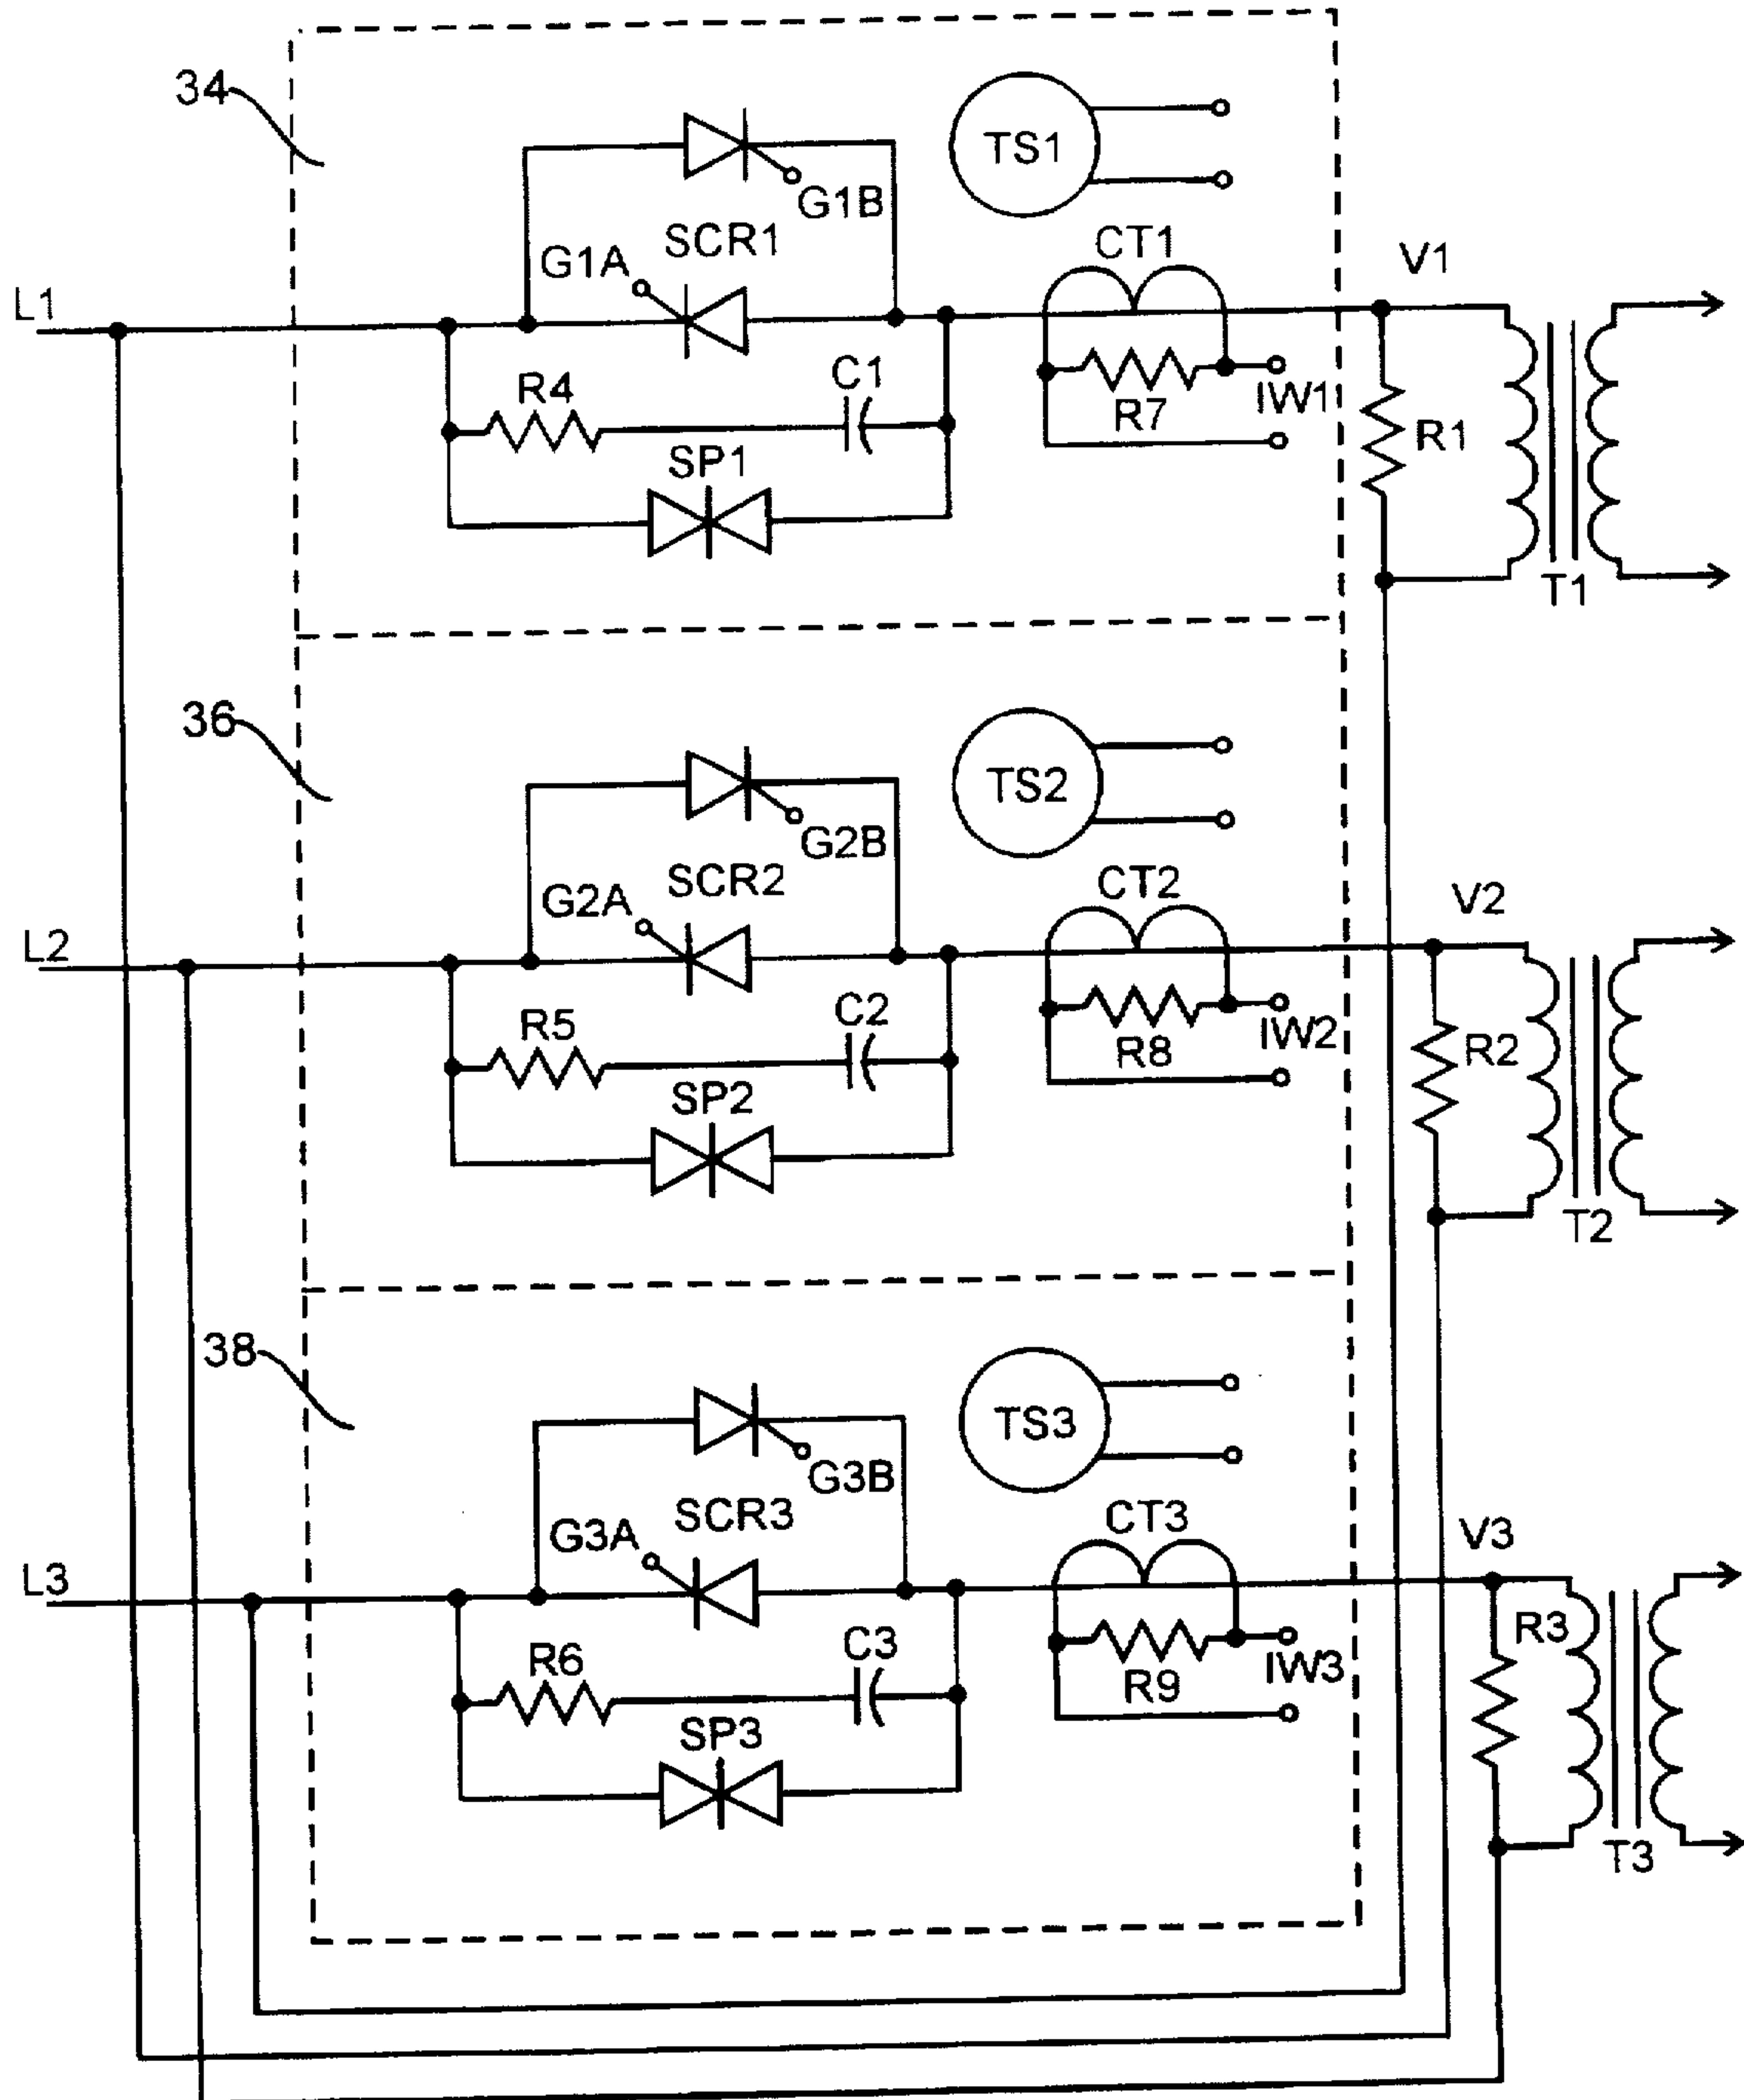 34
TS1
G1B
SCR1
CT1
V1
G1A
L1
R4
C1
R7
IW1
R1
SP1
T1
36
TS2
G2B
SCR2
CT2
V2
G2A
L2
R5
C2
R8
IW2
R2
SP2
T2
38
TS3
G3B
SCR3
CT3
V3
G3A
L3
R6
C3
R9
IW3
R3
SP3
T3